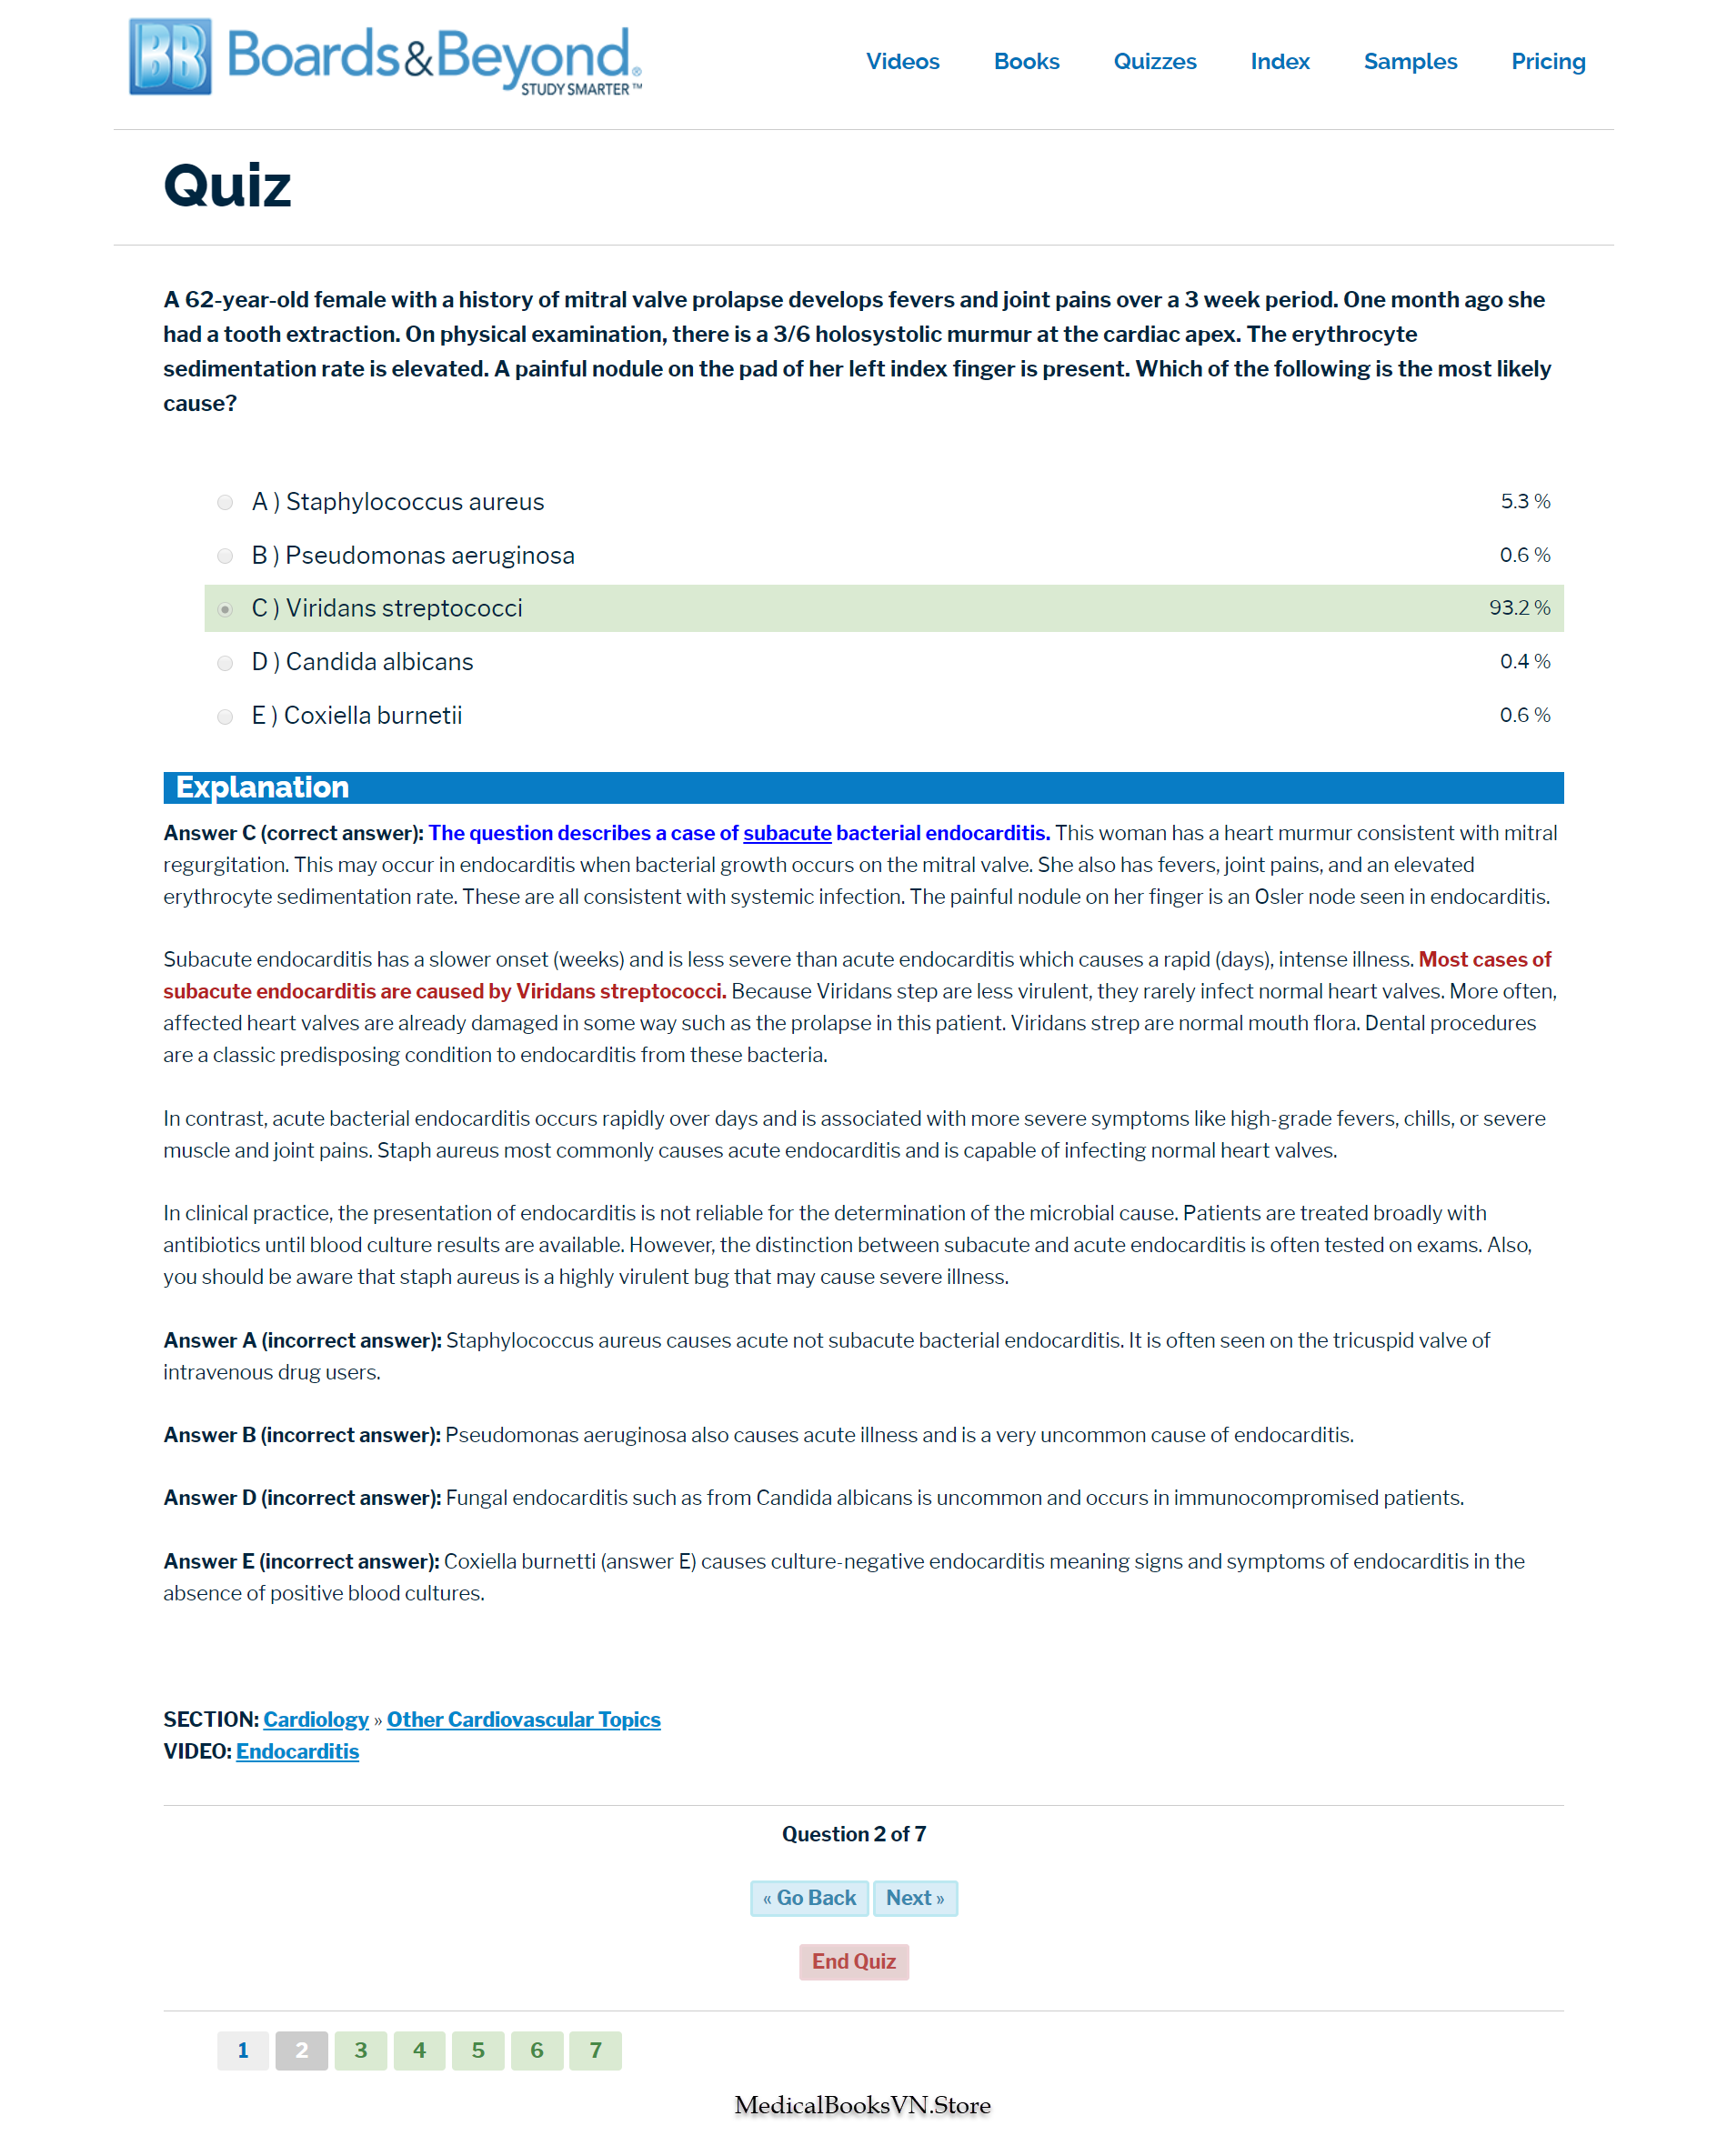 BB Boards&Beyond®
STUDY SMARTER™
Videos Books Quizzes Index Samples Pricing
Quiz
A 62-year-old female with a history of mitral valve prolapse develops fevers and joint pains over a 3 week period. One month ago she
had a tooth extraction. On physical examination, there is a 3/6 holosystolic murmur at the cardiac apex. The erythrocyte
sedimentation rate is elevated. A painful nodule on the pad of her left index finger is present. Which of the following is the most likely
cause?
A ) Staphylococcus aureus 5.3 %
B ) Pseudomonas aeruginosa 0.6 %
C ) Viridans streptococci 93.2 %
D ) Candida albicans 0.4 %
E ) Coxiella burnetii 0.6 %
Explanation
Answer C (correct answer): The question describes a case of subacute bacterial endocarditis. This woman has a heart murmur consistent with mitral
regurgitation. This may occur in endocarditis when bacterial growth occurs on the mitral valve. She also has fevers, joint pains, and an elevated
erythrocyte sedimentation rate. These are all consistent with systemic infection. The painful nodule on her finger is an Osler node seen in endocarditis.
Subacute endocarditis has a slower onset (weeks) and is less severe than acute endocarditis which causes a rapid (days), intense illness. Most cases of
subacute endocarditis are caused by Viridans streptococci. Because Viridans step are less virulent, they rarely infect normal heart valves. More often,
affected heart valves are already damaged in some way such as the prolapse in this patient. Viridans strep are normal mouth flora. Dental procedures
are a classic predisposing condition to endocarditis from these bacteria.
In contrast, acute bacterial endocarditis occurs rapidly over days and is associated with more severe symptoms like high-grade fevers, chills, or severe
muscle and joint pains. Staph aureus most commonly causes acute endocarditis and is capable of infecting normal heart valves.
In clinical practice, the presentation of endocarditis is not reliable for the determination of the microbial cause. Patients are treated broadly with
antibiotics until blood culture results are available. However, the distinction between subacute and acute endocarditis is often tested on exams. Also,
you should be aware that staph aureus is a highly virulent bug that may cause severe illness.
Answer A (incorrect answer): Staphylococcus aureus causes acute not subacute bacterial endocarditis. It is often seen on the tricuspid valve of
intravenous drug users.
Answer B (incorrect answer): Pseudomonas aeruginosa also causes acute illness and is a very uncommon cause of endocarditis.
Answer D (incorrect answer): Fungal endocarditis such as from Candida albicans is uncommon and occurs in immunocompromised patients.
Answer E (incorrect answer): Coxiella burnetti (answer E) causes culture-negative endocarditis meaning signs and symptoms of endocarditis in the
absence of positive blood cultures.
SECTION: Cardiology » Other Cardiovascular Topics
VIDEO: Endocarditis
Question 2 of 7
« Go Back Next »
End Quiz
1 2 3 4 5 6 7
MedicalBooksVN.Store